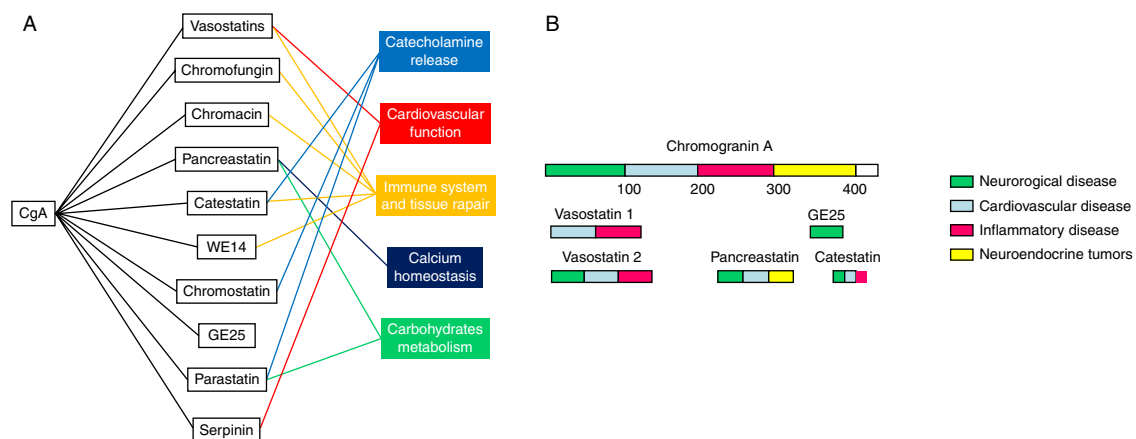 A
CgA
Vasostatins
Chromofungin
Chromacin
Pancreastatin
Catestatin
WE14
Chromostatin
GE25
Parastatin
Serpinin
Catecholamine
release
Cardiovascular
function
Immune system
and tissue rapair
Calcium
homeostasis
Carbohydrates
metabolism
B
Chromogranin A
100 200 300 400
Vasostatin 1
GE25
Vasostatin 2
Pancreastatin
Catestatin
Neurorogical disease
Cardiovascular disease
Inflammatory disease
Neuroendocrine tumors